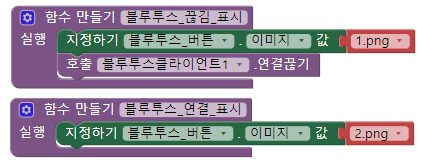 함수 만들기 블루투스_끊김_표시
실행 지정하기 블루투스_버튼 . 이미지 값 1.png
호출 블루투스클라이언트1 .연결끊기
함수 만들기 블루투스_연결_표시
실행 지정하기 블루투스_버튼 . 이미지 값 2.png